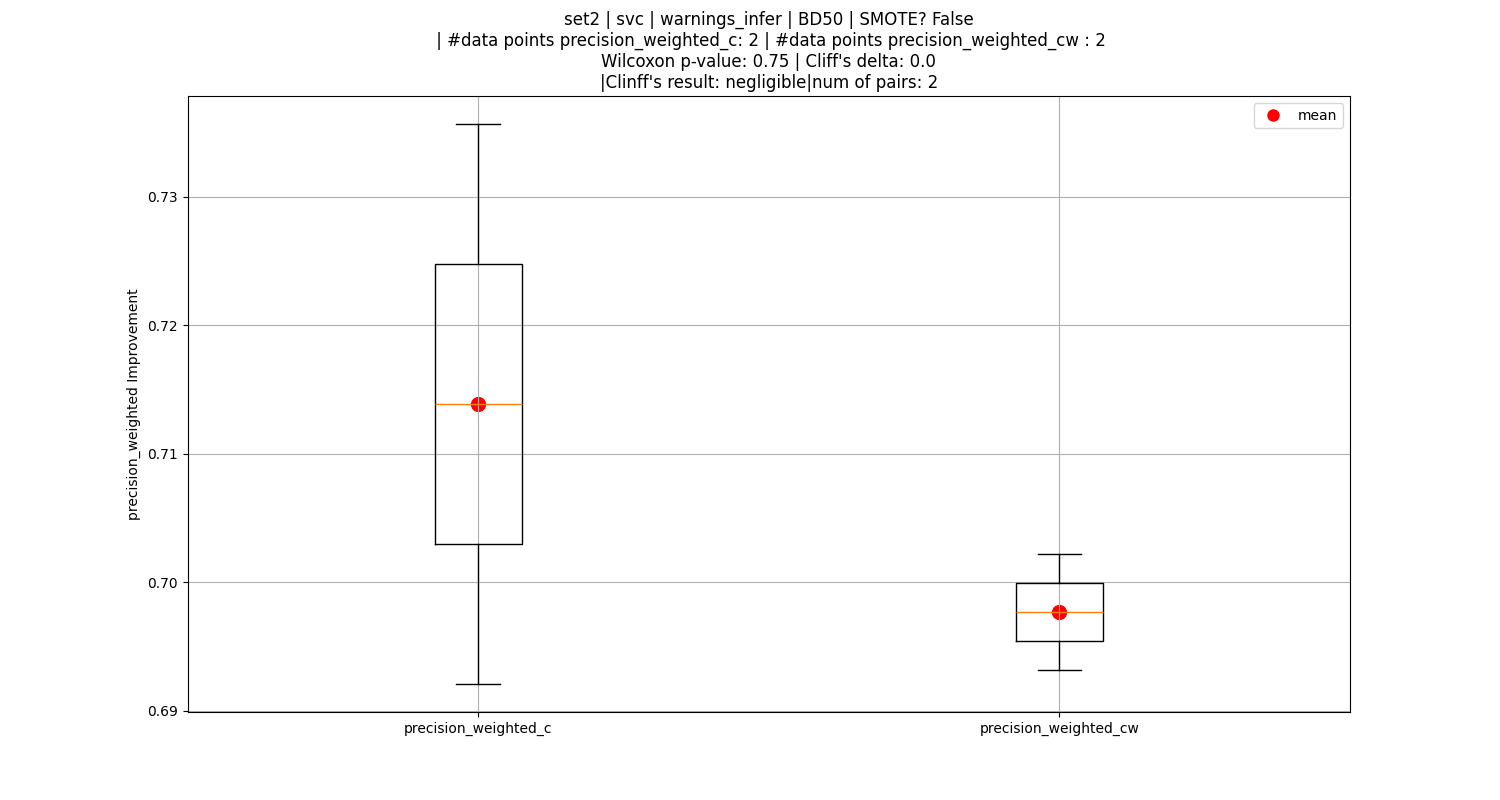 set2 | svc | warnings_infer | BD50 | SMOTE? False
| #data points precision_weighted_c: 2 | #data points precision_weighted_cw : 2
Wilcoxon p-value: 0.75 | Cliff's delta: 0.0
|Clinff's result: negligible|num of pairs: 2
mean
precision_weighted Improvement
0.73
0.72
0.71
0.70
0.69
precision_weighted_c
precision_weighted_cw